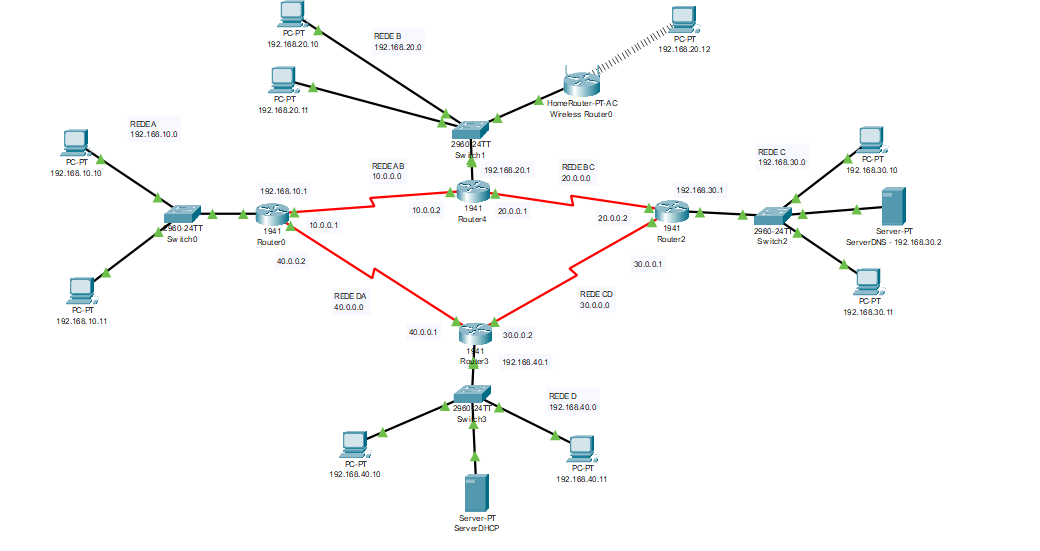 PC-PT
192.168.20.10
REDE B
192.168.20.0
PC-PT
192.168.20.12
PC-PT
192.168.20.11
HomeRouter-PT-AC
Wireless Router0
REDE A
192.168.10.0
2960-24TT
Switch1
PC-PT
192.168.10.10
REDE AB
10.0.0.0
192.168.20.1
REDE BC
20.0.0.0
REDE C
192.168.30.0
PC-PT
192.168.30.10
192.168.10.1
10.0.0.2
1941
Router4
20.0.0.1
192.168.30.1
2960-24TT
Switch0
1941
Router0
10.0.0.1
20.0.0.2
1941
Router2
2960-24TT
Switch2
Server-PT
ServerDNS - 192.168.30.2
40.0.0.2
30.0.0.1
PC-PT
192.168.10.11
REDE DA
40.0.0.0
REDE CD
30.0.0.0
PC-PT
192.168.30.11
40.0.0.1
30.0.0.2
1941
Router3
192.168.40.1
2960-24TT
Switch3
REDE D
192.168.40.0
PC-PT
192.168.40.10
PC-PT
192.168.40.11
Server-PT
ServerDHCP